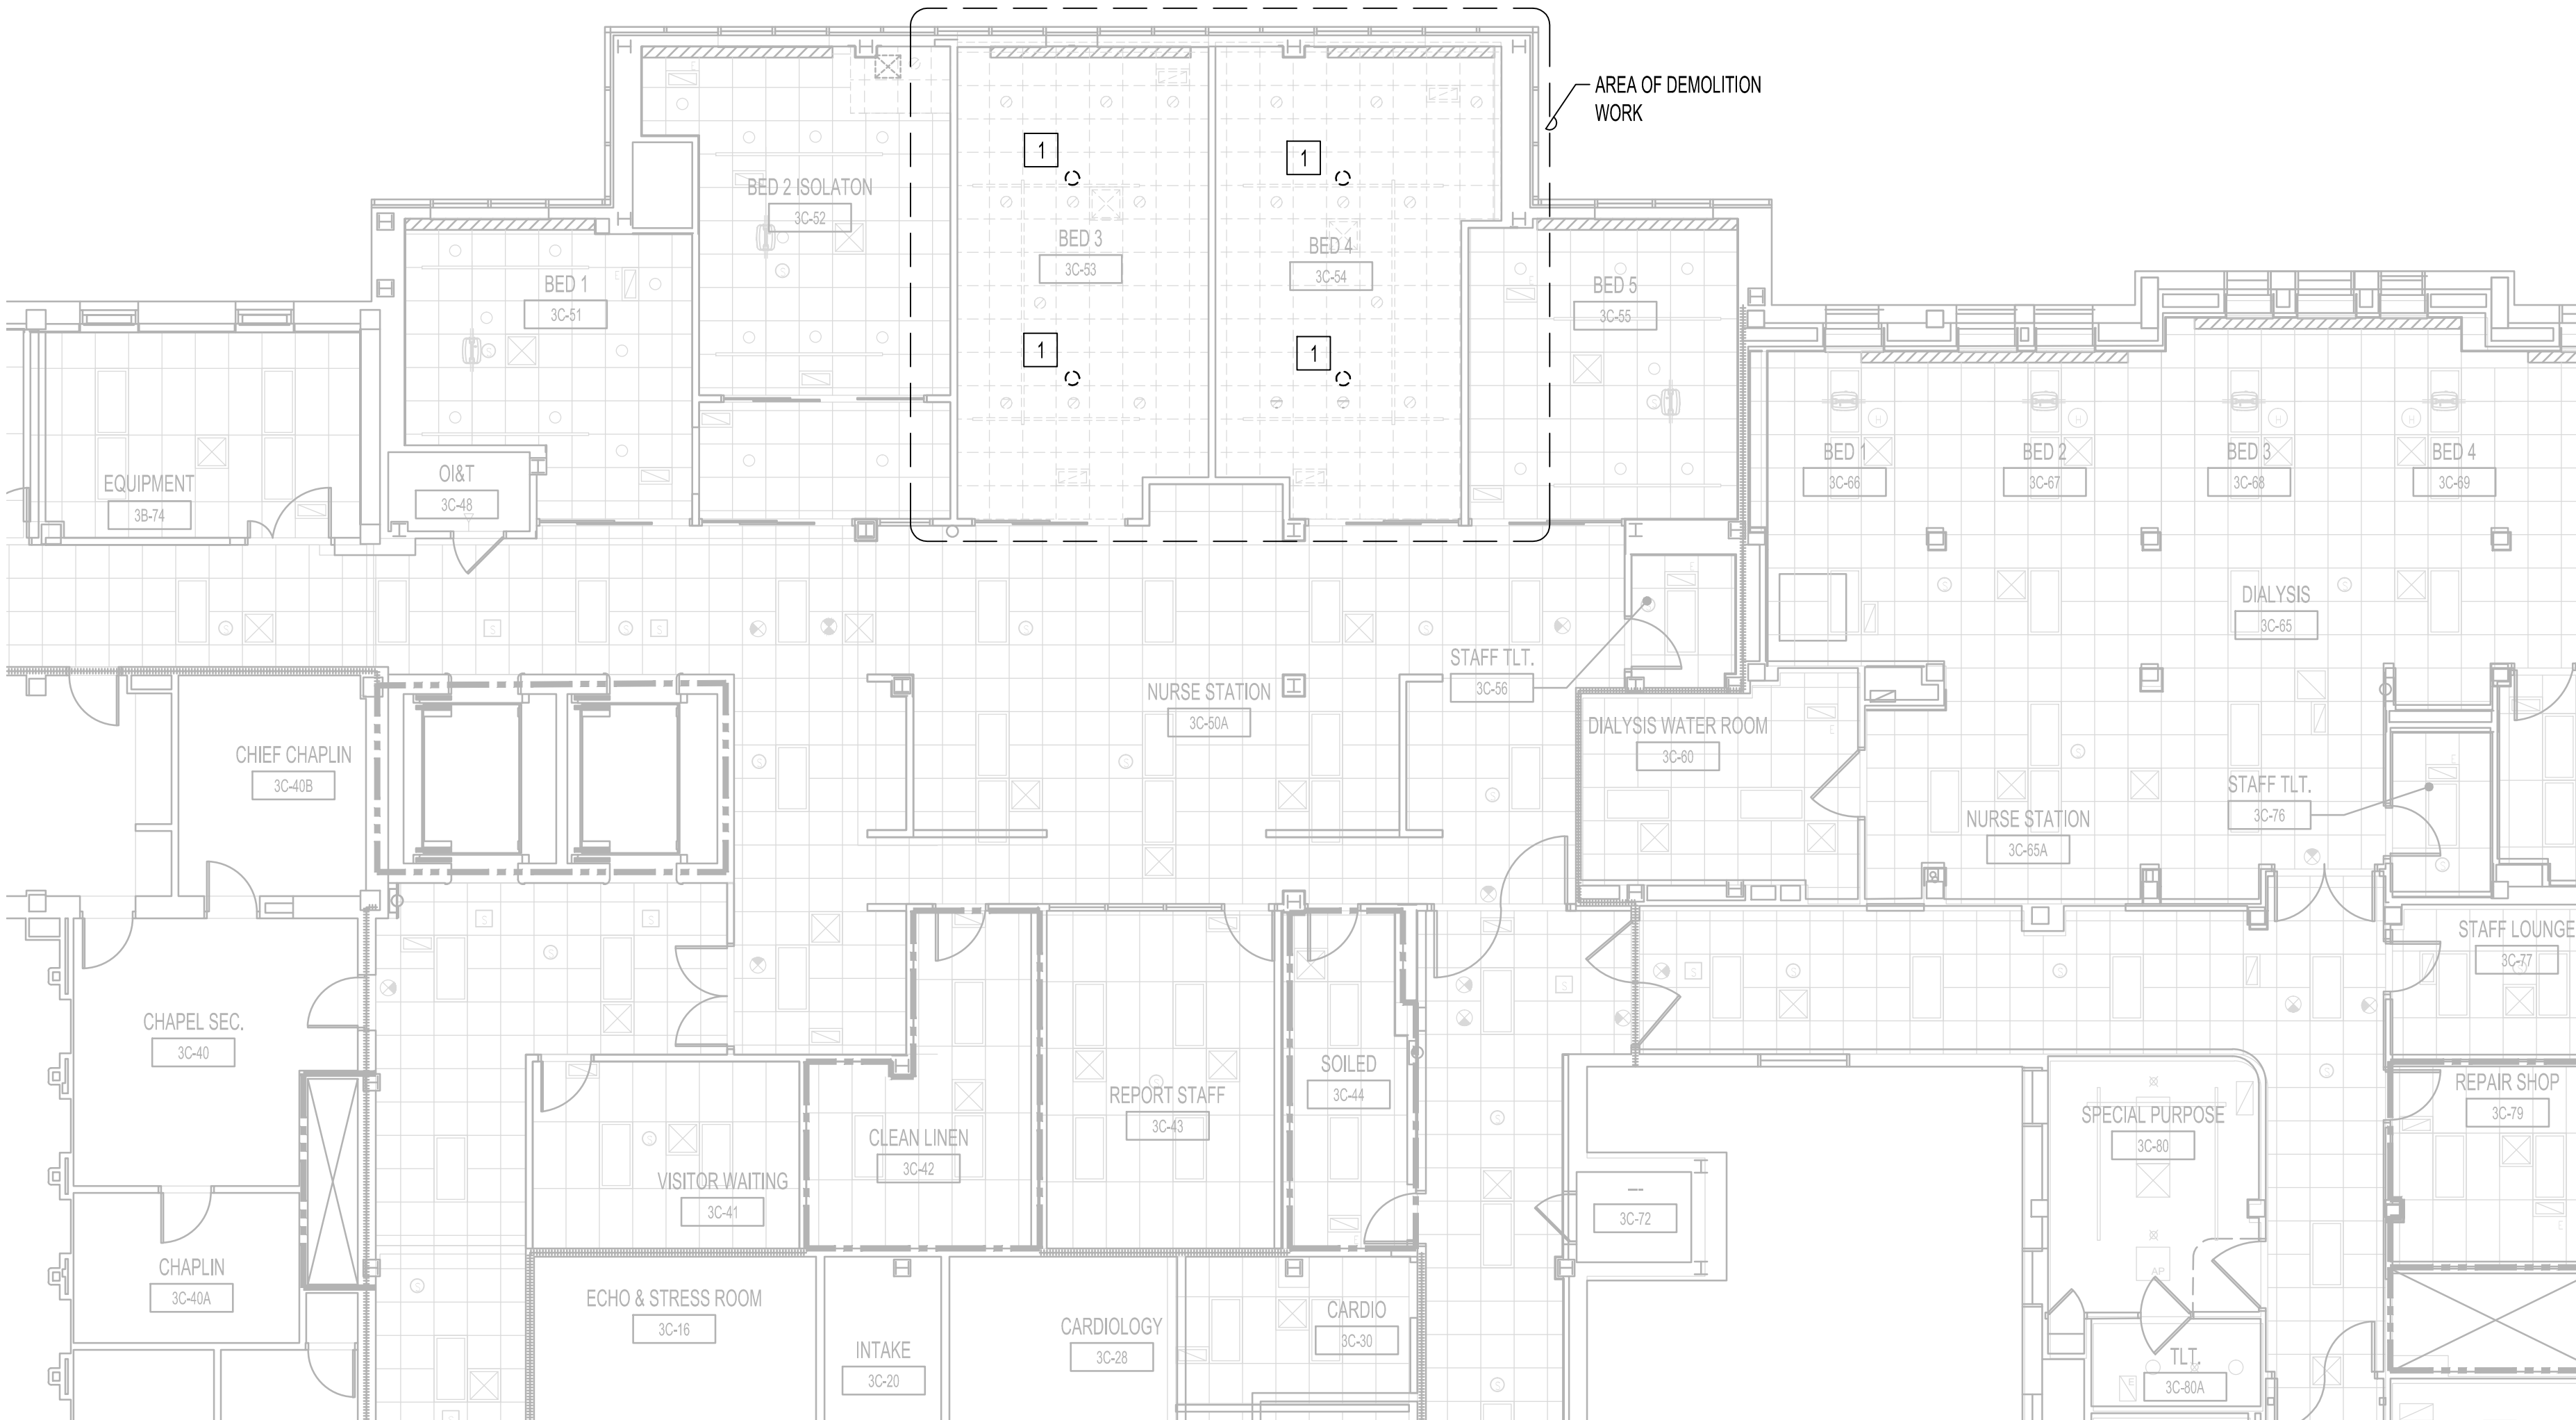 AREA OF DEMOLITION
WORK
1
1
1
1
BED 2 ISOLATON
3C-52
BED 3
3C-53
BED 4
3C-54
BED 1
3C-51
BED 5
3C-55
EQUIPMENT
3B-74
OI&T
3C-48
BED 1
3C-66
BED 2
3C-67
BED 3
3C-68
BED 4
3C-69
DIALYSIS
3C-65
STAFF TLT.
3C-56
NURSE STATION
3C-50A
DIALYSIS WATER ROOM
3C-60
CHIEF CHAPLIN
3C-40B
STAFF TLT.
3C-76
NURSE STATION
3C-65A
STAFF LOUNGE
3C-77
CHAPEL SEC.
3C-40
SOILED
3C-44
REPORT STAFF
3C-43
REPAIR SHOP
3C-79
SPECIAL PURPOSE
3C-80
CLEAN LINEN
3C-42
VISITOR WAITING
3C-41
3C-72
CHAPLIN
3C-40A
AP
ECHO & STRESS ROOM
3C-16
CARDIO
3C-30
CARDIOLOGY
3C-28
INTAKE
3C-20
TLT.
3C-80A